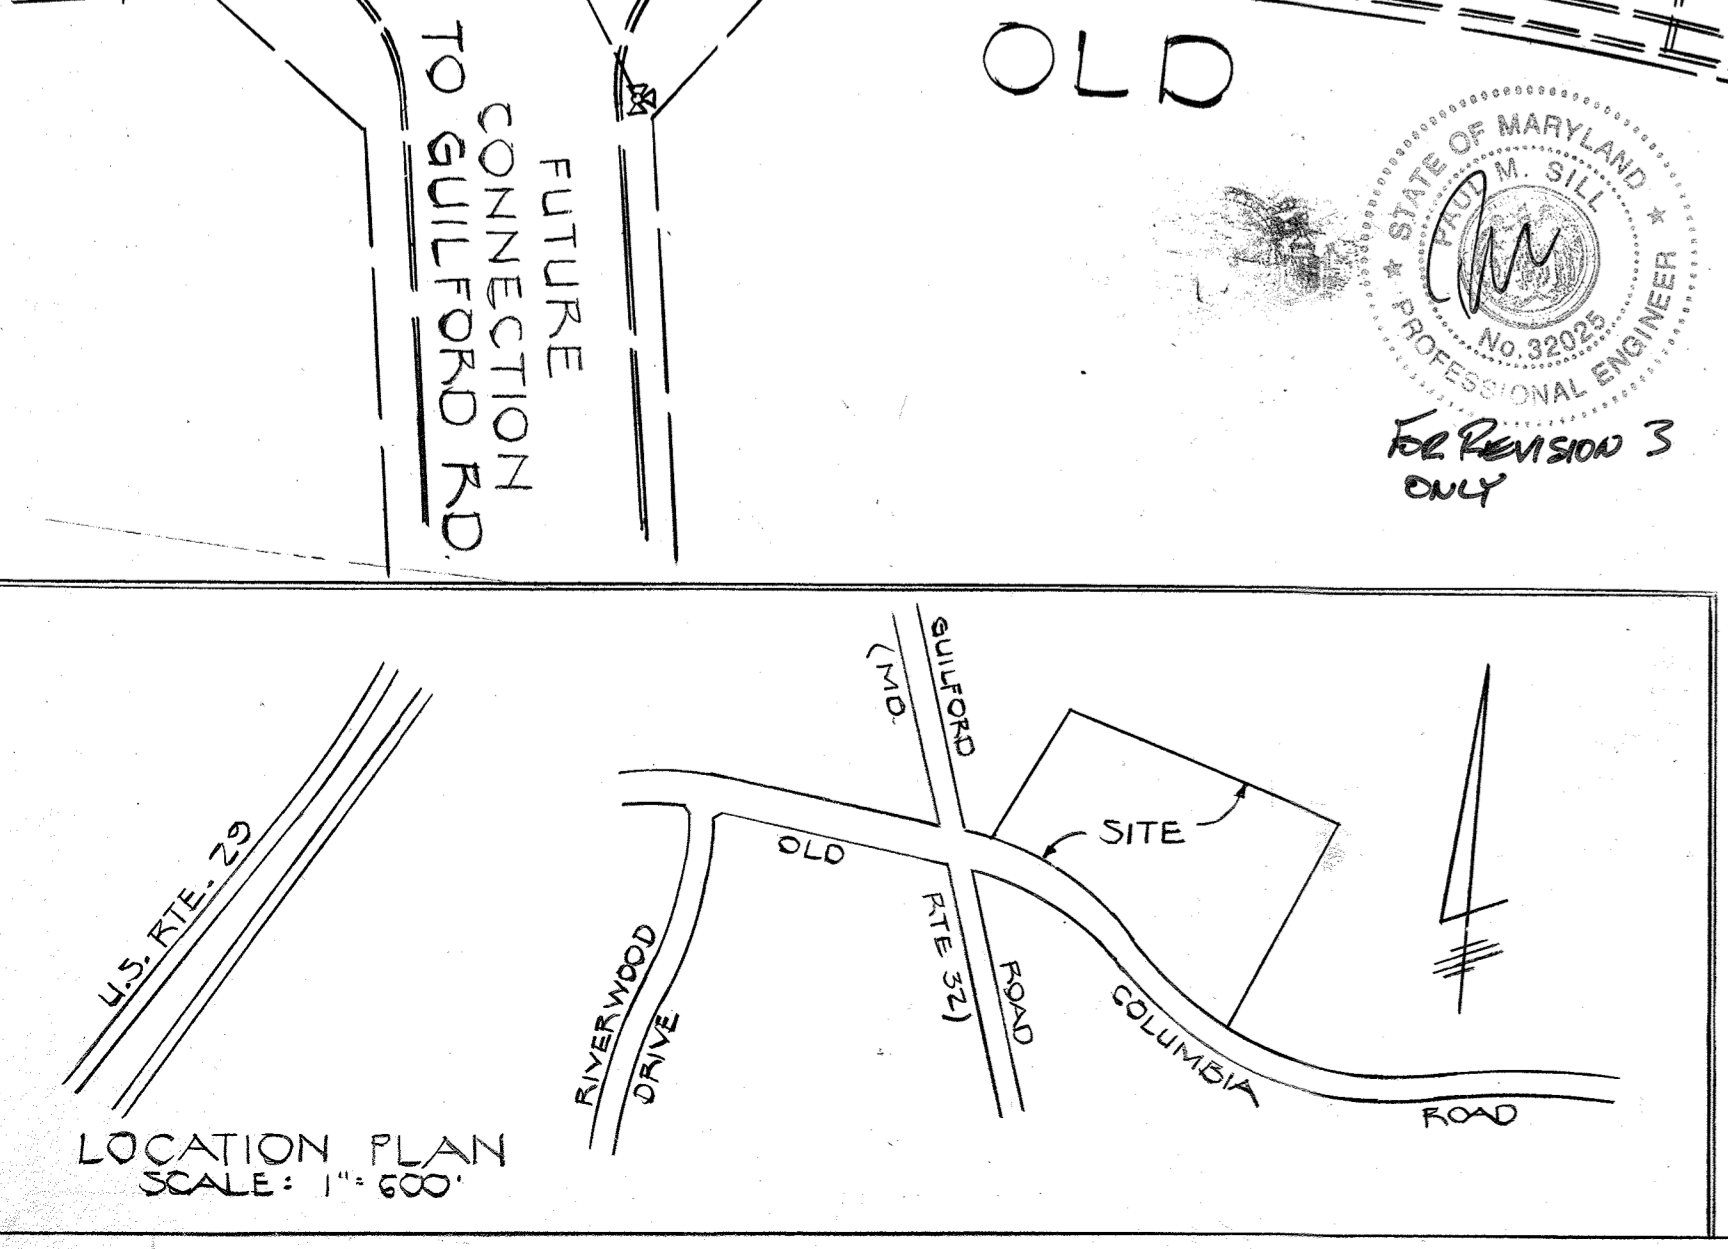 OLD
FUTURE
CONNECTION
TO GUILFORD RD.
STATE OF MARYLAND
PAUL M. SILL
No. 32025
PROFESSIONAL ENGINEER
FOR REVISION 3
ONLY
U.S. RTE. 29
GUILFORD
(MD.
RTE 32)
ROAD
SITE
OLD
COLUMBIA
ROAD
RIVERWOOD
DRIVE
LOCATION PLAN
SCALE: 1"= 600'